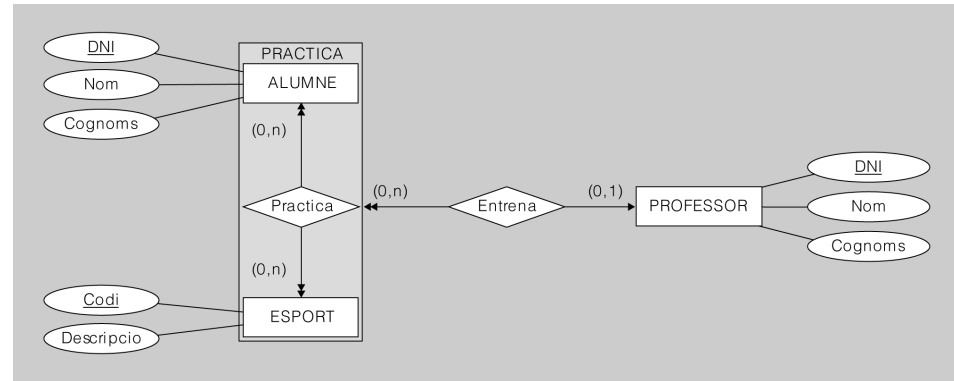 DNI
Nom
Cognoms
PRACTICA
ALUMNE
(0,n)
Practica
(0,n)
ESPORT
Codi
Descripcio
(0,n)
Entrena
(0,1)
PROFESSOR
DNI
Nom
Cognoms